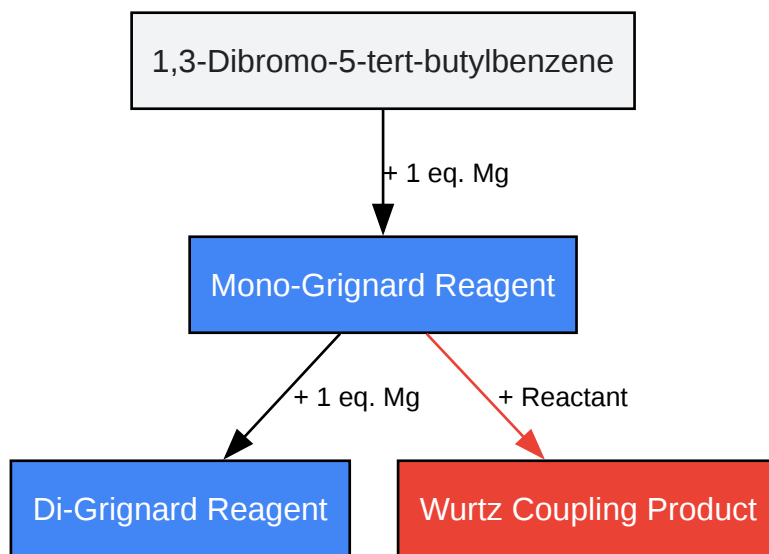 1,3-Dibromo-5-tert-butylbenzene
+ 1 eq. Mg
Mono-Grignard Reagent
+ 1 eq. Mg
+ Reactant
Di-Grignard Reagent
Wurtz Coupling Product